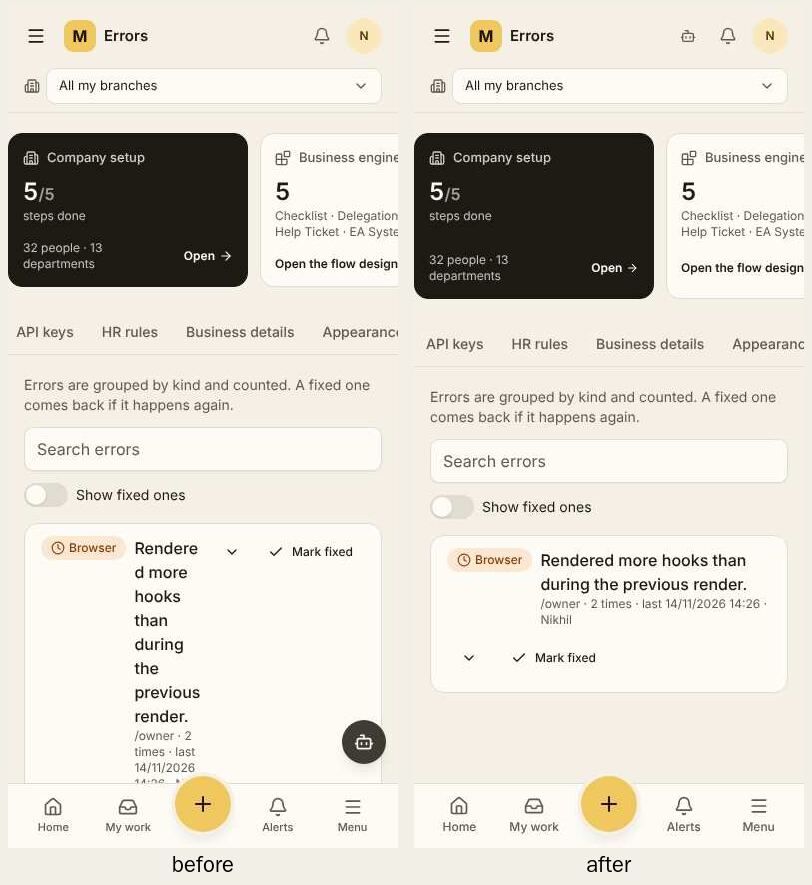 M Errors N
All my branches
Company setup
5/5
steps done
32 people · 13
departments
Open →
Business engine
5
Checklist · Delegation
Help Ticket · EA Syste
Open the flow design
API keys HR rules Business details Appearanc
Errors are grouped by kind and counted. A fixed one
comes back if it happens again.
Search errors
Show fixed ones
Browser
Rendere
d more
hooks
than
during
the
previous
render.
/owner · 2
times · last
14/11/2026
Mark fixed
+
Home My work Alerts Menu
before
M Errors N
All my branches
Company setup
5/5
steps done
32 people · 13
departments
Open →
Business engine
5
Checklist · Delegation
Help Ticket · EA Syste
Open the flow design
API keys HR rules Business details Appearanc
Errors are grouped by kind and counted. A fixed one
comes back if it happens again.
Search errors
Show fixed ones
Browser
Rendered more hooks than
during the previous render.
/owner · 2 times · last 14/11/2026 14:26 ·
Nikhil
Mark fixed
+
Home My work Alerts Menu
after